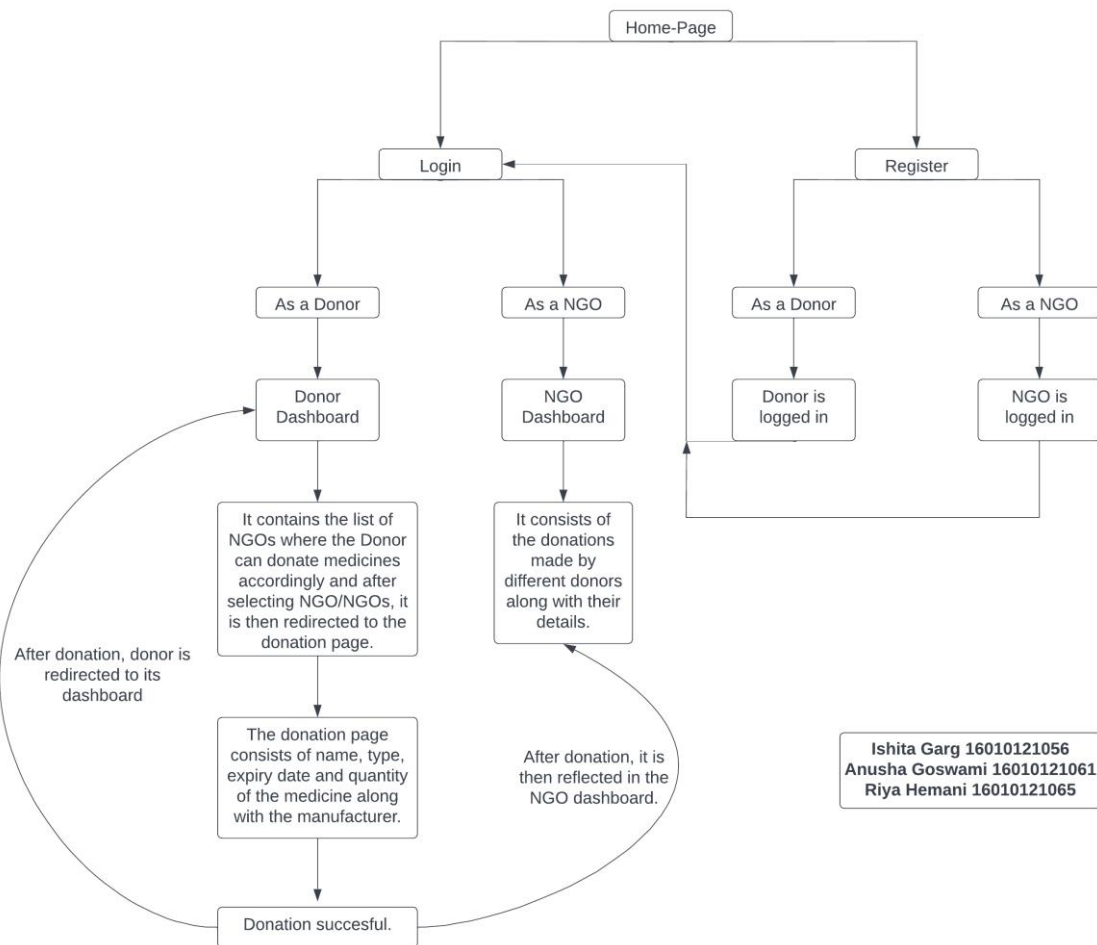 Home-Page
Login
Register
As a Donor
As a NGO
As a Donor
As a NGO
Donor
Dashboard
NGO
Dashboard
Donor is
logged in
NGO is
logged in
It contains the list of
NGOs where the Donor
can donate medicines
accordingly and after
selecting NGO/NGOs, it
is then redirected to the
donation page.
It consists of
the donations
made by
different donors
along with their
details.
After donation, donor is
redirected to its
dashboard
The donation page
consists of name, type,
expiry date and quantity
of the medicine along
with the manufacturer.
After donation, it is
then reflected in the
NGO dashboard.
Ishita Garg 16010121056
Anusha Goswami 16010121061
Riya Hemani 16010121065
Donation succesful.